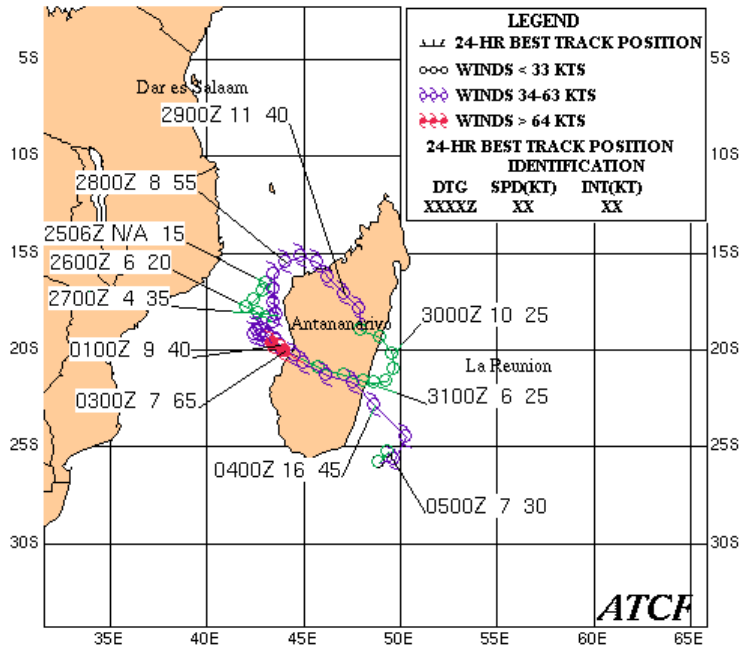 LEGEND
24-HR BEST TRACK POSITION
WINDS < 33 KTS
WINDS 34-63 KTS
WINDS > 64 KTS
24-HR BEST TRACK POSITION
IDENTIFICATION
DTG SPD(KT) INT(KT)
XXXXZ XX XX
5S 5S
Dar es Salaam
2900Z 11 40
10S 10S
2800Z 8 55
2506Z N/A 15
15S 15S
2600Z 6 20
2700Z 4 35
Antananarivo
3000Z 10 25
0100Z 9 40
20S 20S
La Reunion
0300Z 7 65
3100Z 6 25
25S 25S
0400Z 16 45
0500Z 7 30
30S 30S
ATCF
35E 40E 45E 50E 55E 60E 65E